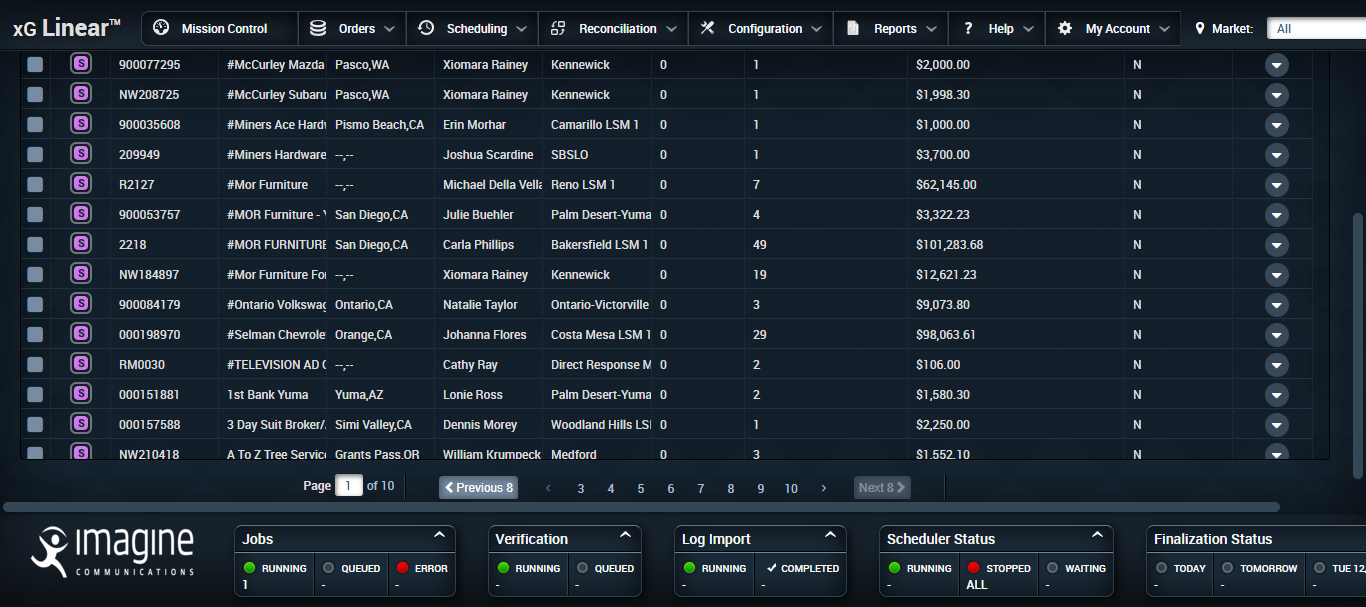 xG Linear™ Mission Control Orders Scheduling Reconciliation Configuration Reports ? Help My Account Market: All
S 900077295 #McCurley Mazda Pasco,WA Xiomara Rainey Kennewick 0 1 $2,000.00 N
S NW208725 #McCurley Subaru Pasco,WA Xiomara Rainey Kennewick 0 1 $1,998.30 N
S 900035608 #Miners Ace Hardw Pismo Beach,CA Erin Morhar Camarillo LSM 1 0 1 $1,000.00 N
S 209949 #Miners Hardware --,-- Joshua Scardine SBSLO 0 1 $3,700.00 N
S R2127 #Mor Furniture --,-- Michael Della Vella Reno LSM 1 0 7 $62,145.00 N
S 900053757 #MOR Furniture - Y San Diego,CA Julie Buehler Palm Desert-Yuma 0 4 $3,322.23 N
S 2218 #MOR FURNITURE San Diego,CA Carla Phillips Bakersfield LSM 1 0 49 $101,283.68 N
S NW184897 #Mor Furniture For --,-- Xiomara Rainey Kennewick 0 19 $12,621.23 N
S 900084179 #Ontario Volkswag Ontario,CA Natalie Taylor Ontario-Victorville 0 3 $9,073.80 N
S 000198970 #Selman Chevrolet Orange,CA Johanna Flores Costa Mesa LSM 1 0 29 $98,063.61 N
S RM0030 #TELEVISION AD C --,-- Cathy Ray Direct Response M 0 2 $106.00 N
S 000151881 1st Bank Yuma Yuma,AZ Lonie Ross Palm Desert-Yuma 0 2 $1,580.30 N
S 000157588 3 Day Suit Broker/A Simi Valley,CA Dennis Morey Woodland Hills LSM 0 1 $2,250.00 N
S NW210418 A To Z Tree Service Grants Pass,OR William Krumpeck Medford 0 3 $1,552.10 N
Page 1 of 10 Previous 8 ‹ 3 4 5 6 7 8 9 10 › Next 8
imagine
COMMUNICATIONS
Jobs Verification Log Import Scheduler Status Finalization Status
RUNNING QUEUED ERROR RUNNING QUEUED RUNNING COMPLETED RUNNING STOPPED WAITING TODAY TOMORROW TUE 12,
1 - - - - - - - ALL - - - -